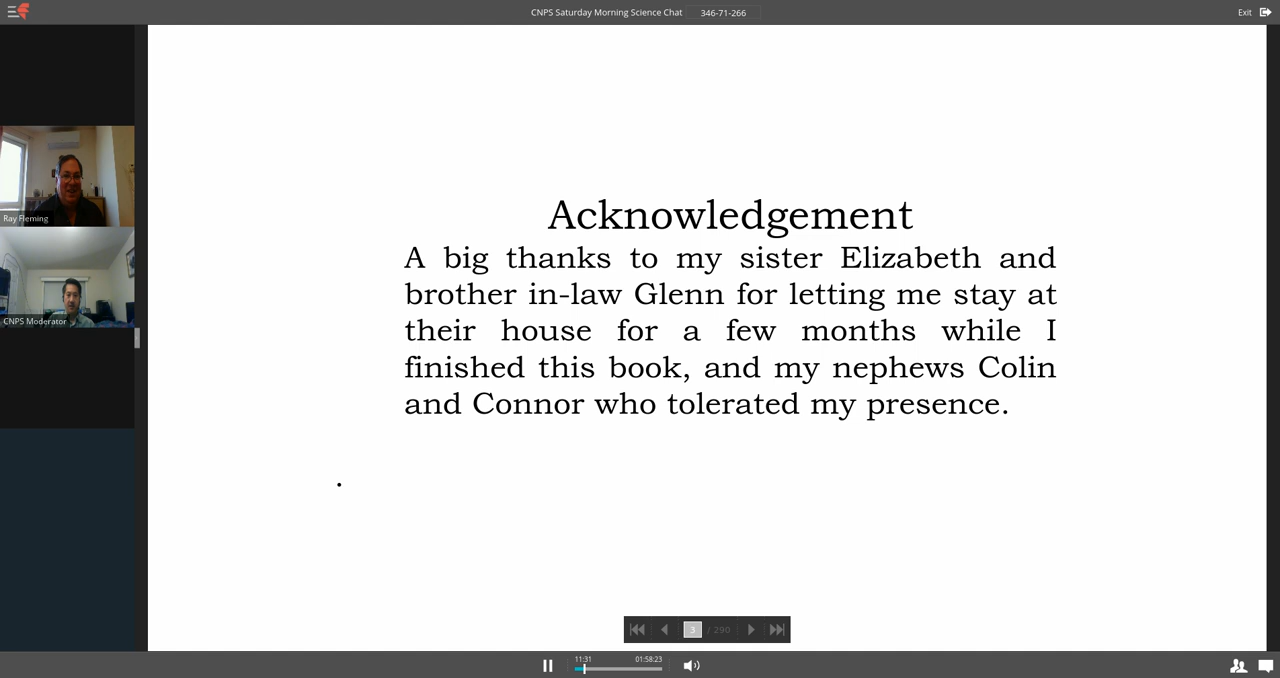 CNPS Saturday Morning Science Chat 346-71-266
Exit
Ray Fleming
CNPS Moderator
Acknowledgement
A big thanks to my sister Elizabeth and
brother in-law Glenn for letting me stay at
their house for a few months while I
finished this book, and my nephews Colin
and Connor who tolerated my presence.
.
3 / 290
11:31 01:58:23